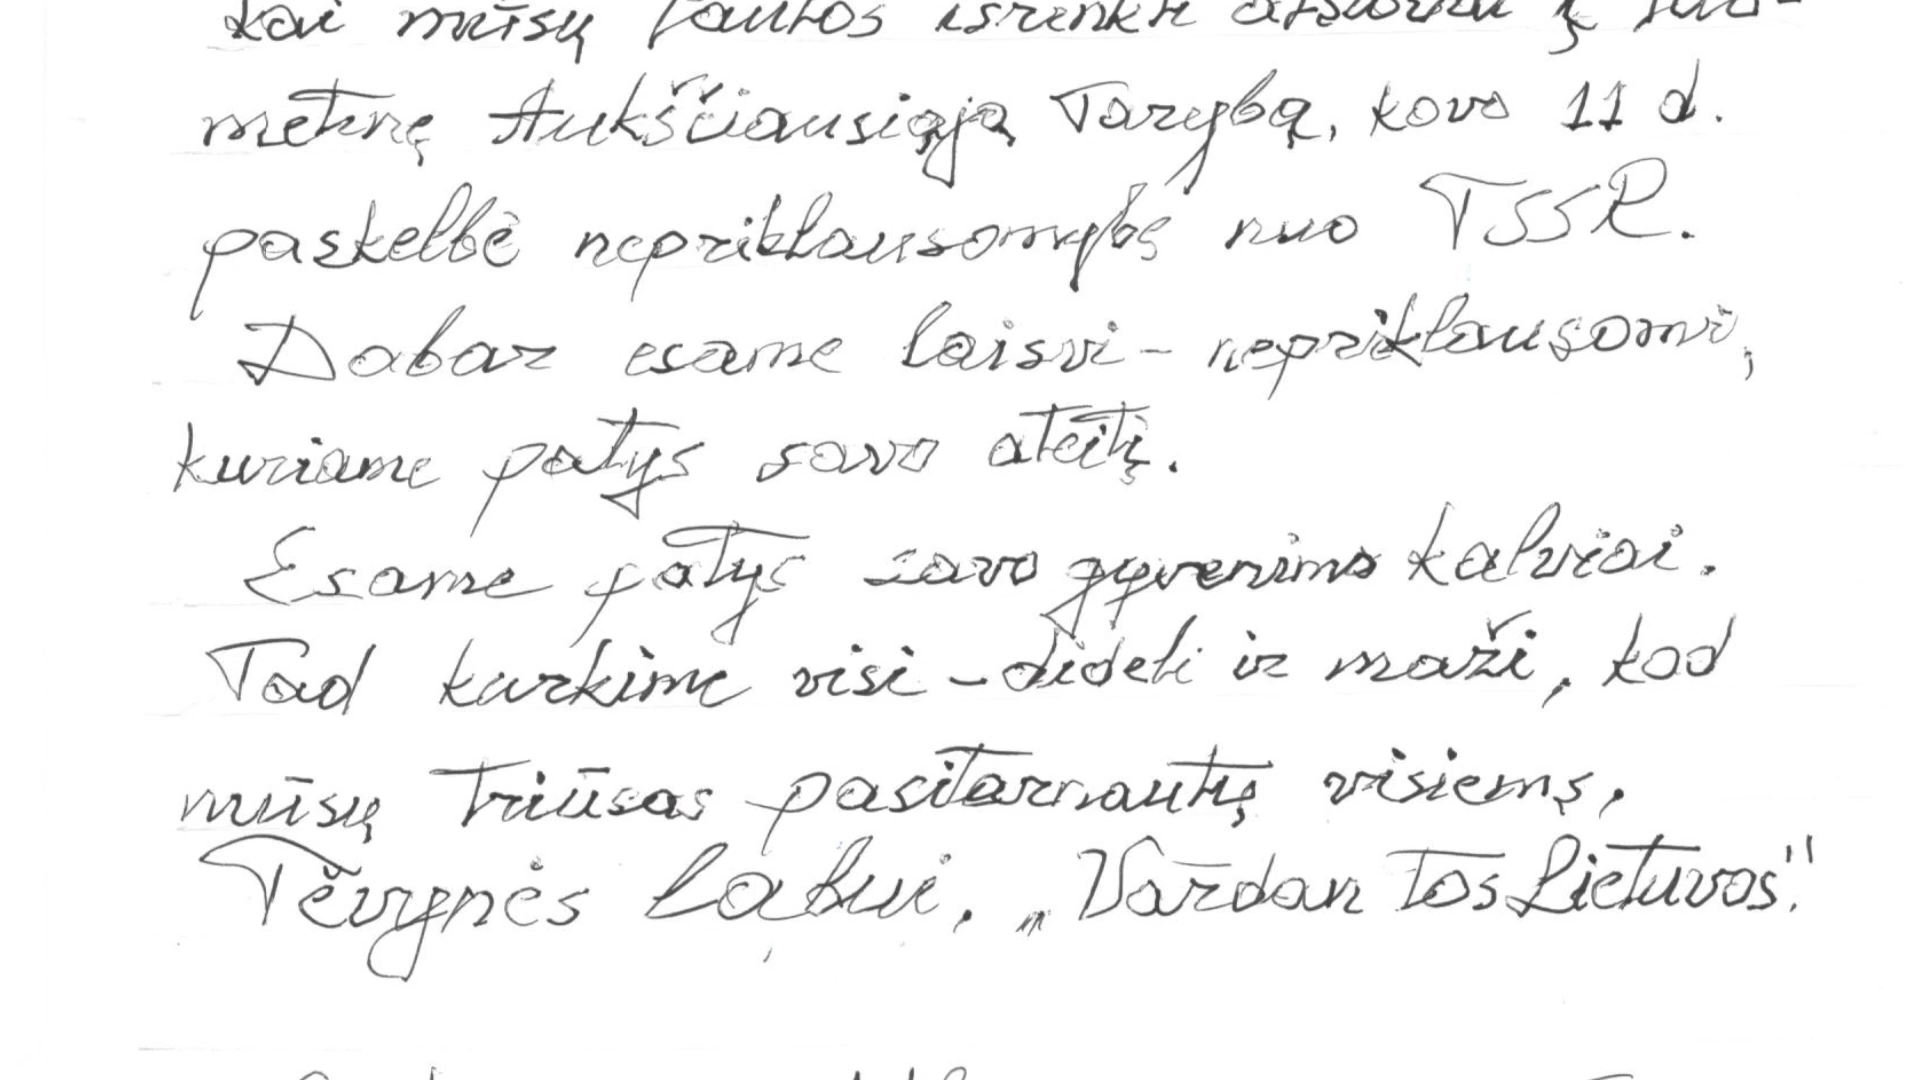 kai mūsų tautos išrinkti atstovai į
metinę Aukščiausiąją Tarybą, kovo 11 d.
paskelbė nepriklausomybę nuo TSSR.
Dabar esame laisvi - nepriklausomi,
kuriame patys savo ateitį.
Esame patys savo gyvenimo kalviai.
Tad kurkime visi - dideli ir maži, kad
mūsų triūsas pasitarnautų visiems,
Tėvynės labui. „Vardan tos Lietuvos".